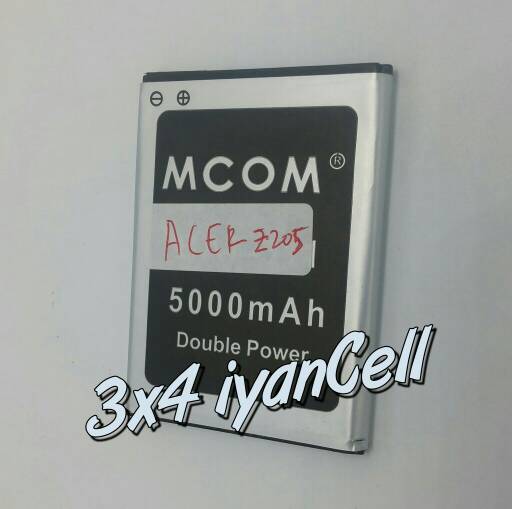 ⊖ ⊕
MCOM®
ACER Z205
5000mAh
Double Power
3x4 iyanCell